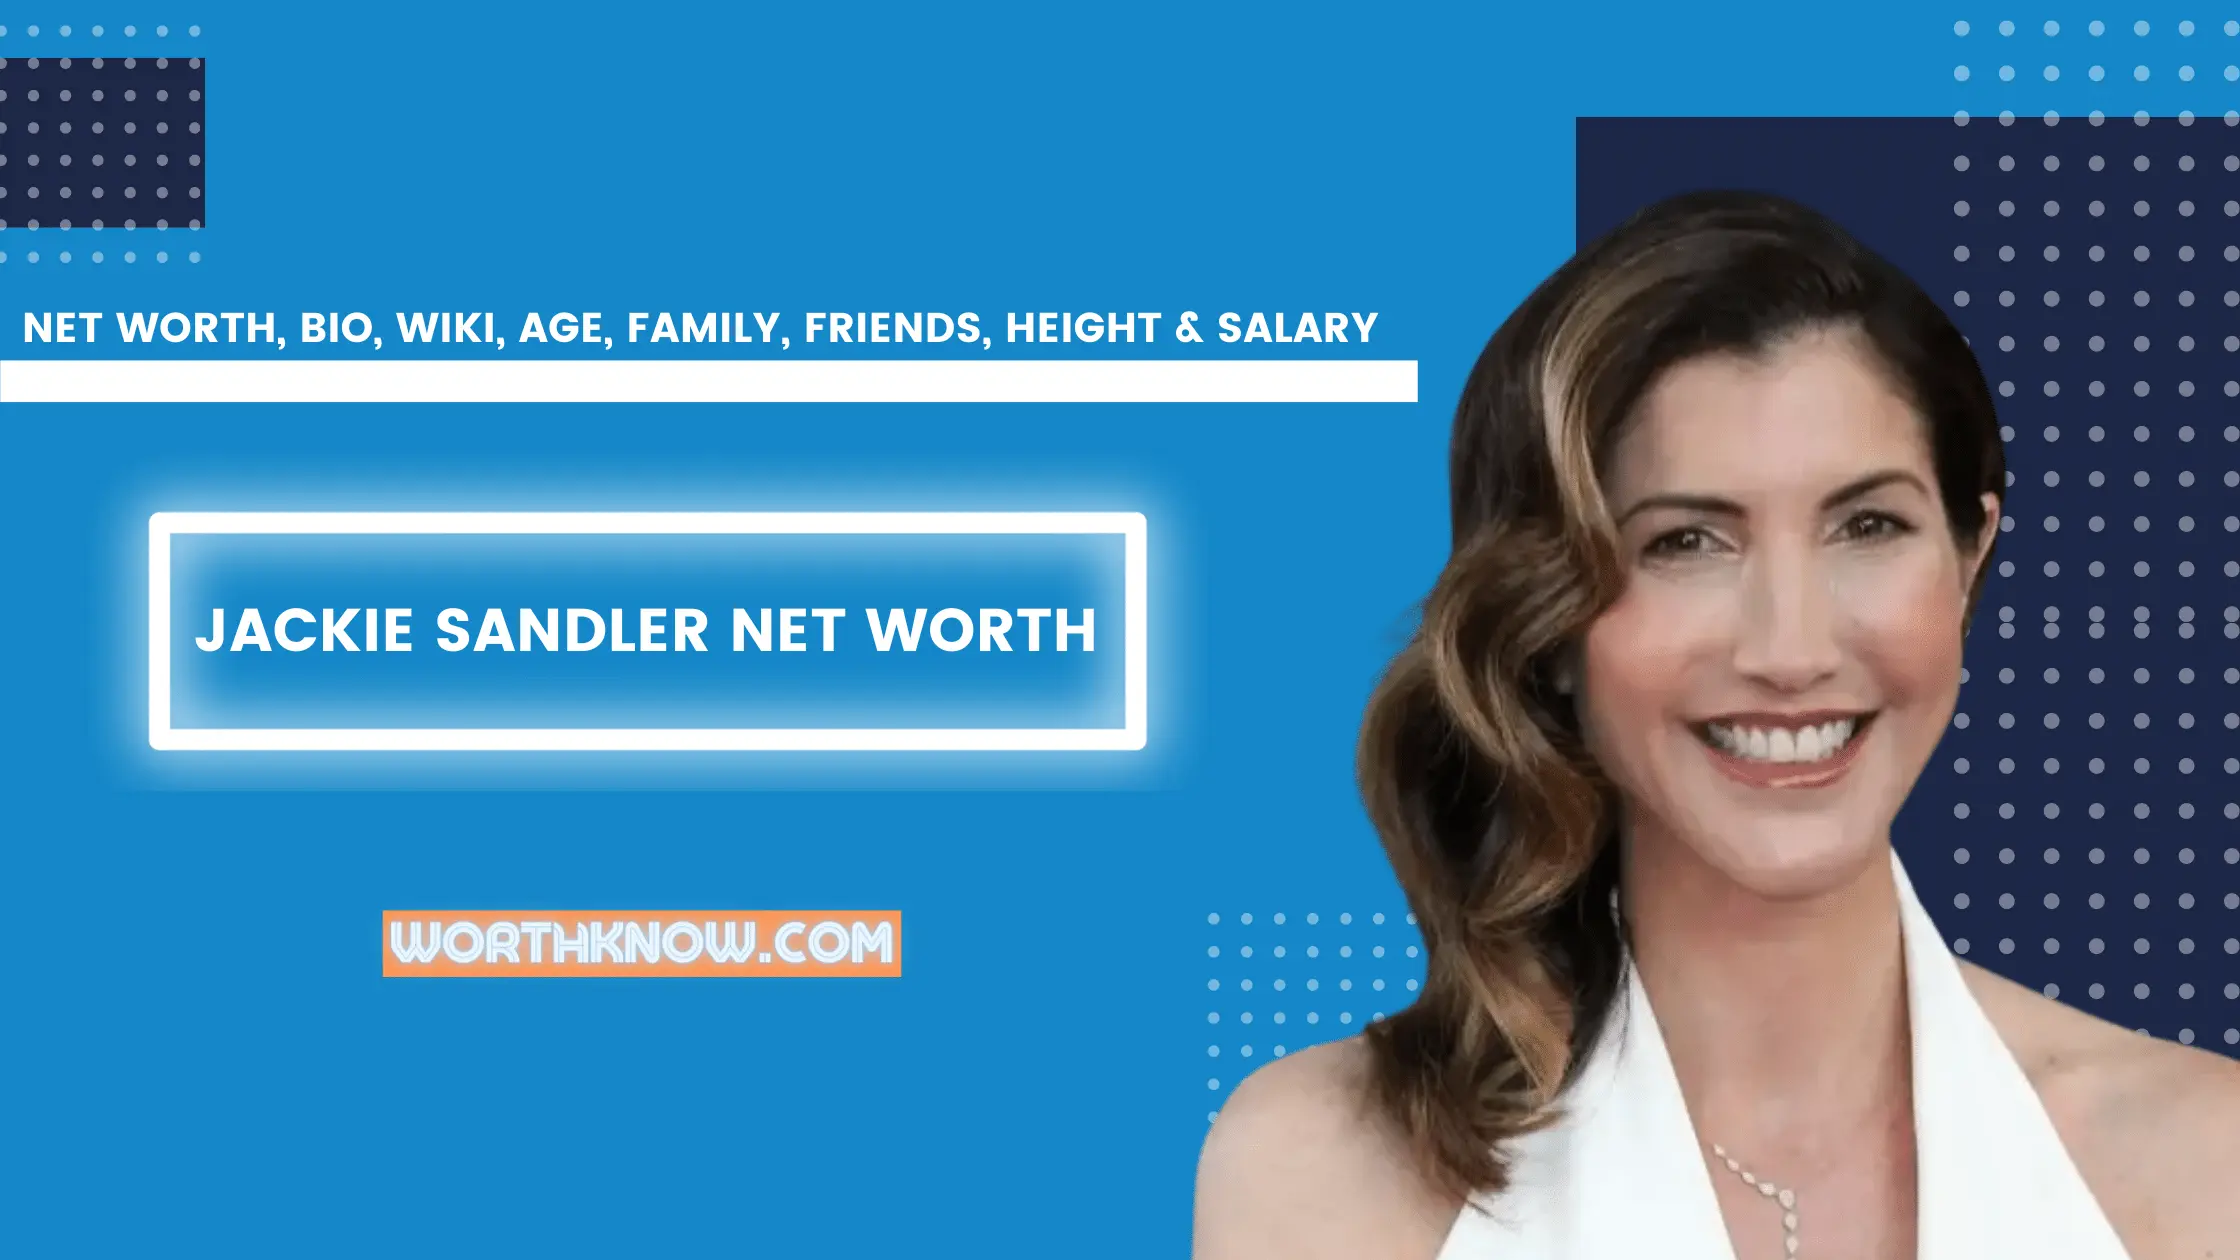 NET WORTH, BIO, WIKI, AGE, FAMILY, FRIENDS, HEIGHT & SALARY
JACKIE SANDLER NET WORTH
WORTHKNOW.COM